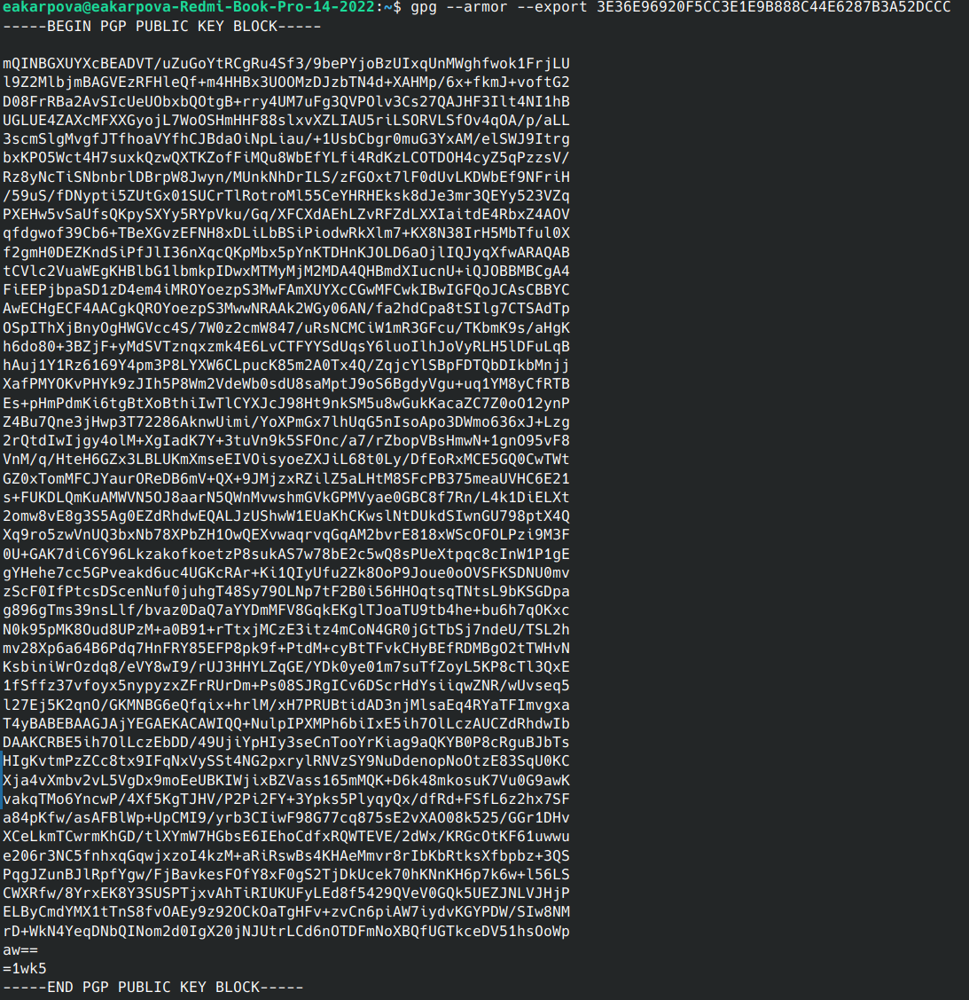 eakarpova@eakarpova-Redmi-Book-Pro-14-2022:~$ gpg --armor --export 3E36E96920F5CC3E1E9B888C44E6287B3A52DCCC
-----BEGIN PGP PUBLIC KEY BLOCK-----
mQINBGXUYXcBEADVT/uZuGoYtRCgRu4Sf3/9bePYjoBzUIxqUnMWghfwok1FrjLU
l9Z2MlbjmBAGVEzRFHleQf+m4HHBx3UOOMzDJzbTN4d+XAHMp/6x+fkmJ+voftG2
D08FrRBa2AvSIcUeUObxbQOtgB+rry4UM7uFg3QVPOlv3Cs27QAJHF3Ilt4NI1hB
UGLUE4ZAXcMFXXGyojL7WoOSHmHHF88slxvXZLIAU5riLSORVLSfOv4qOA/p/aLL
3scmSlgMvgfJTfhoaVYfhCJBdaOiNpLiau/+1UsbCbgr0muG3YxAM/elSWJ9Itrg
bxKPO5Wct4H7suxkQzwQXTKZofFiMQu8WbEfYLfi4RdKzLCOTDOH4cyZ5qPzzsV/
Rz8yNcTiSNbnbrlDBrpW8Jwyn/MUnkNhDrILS/zFGOxt7lF0dUvLKDWbEf9NFriH
/59uS/fDNypti5ZUtGx01SUCrTlRotroMl55CeYHRHEksk8dJe3mr3QEYy523VZq
PXEHw5vSaUfsQKpySXYy5RYpVku/Gq/XFCXdAEhLZvRFZdLXXIaitdE4RbxZ4AOV
qfdgwof39Cb6+TBeXGvzEFNH8xDLiLbBSiPiodwRkXlm7+KX8N38IrH5MbTful0X
f2gmH0DEZKndSiPfJlI36nXqcQKpMbx5pYnKTDHnKJOLD6aOjlIQJyqXfwARAQAB
tCVlc2VuaWEgKHBlbG1lbmkpIDwxMTMyMjM2MDA4QHBmdXIucnU+iQJOBBMBCgA4
FiEEPjbpaSD1zD4em4iMROYoezpS3MwFAmXUYXcCGwMFCwkIBwIGFQoJCAsCBBYC
AwECHgECF4AACgkQROYoezpS3MwwNRAAk2WGy06AN/fa2hdCpa8tSIlg7CTSAdTp
OSpIThXjBnyOgHWGVcc4S/7W0z2cmW847/uRsNCMCiW1mR3GFcu/TKbmK9s/aHgK
h6do80+3BZjF+yMdSVTznqxzmk4E6LvCTFYYSdUqsY6luoIlhJoVyRLH5lDFuLqB
hAuj1Y1Rz6169Y4pm3P8LYXW6CLpucK85m2A0Tx4Q/ZqjcYlSBpFDTQbDIkbMnjj
XafPMYOKvPHYk9zJIh5P8Wm2VdeWb0sdU8saMptJ9oS6BgdyVgu+uq1YM8yCfRTB
Es+pHmPdmKi6tgBtXoBthiIwTlCYXJcJ98Ht9nkSM5u8wGukKacaZC7Z0oO12ynP
Z4Bu7Qne3jHwp3T72286AknwUimi/YoXPmGx7lhUqG5nIsoApo3DWmo636xJ+Lzg
2rQtdIwIjgy4olM+XgIadK7Y+3tuVn9k5SFOnc/a7/rZbopVBsHmwN+1gnO95vF8
VnM/q/HteH6GZx3LBLUKmXmseEIVOisyoeZXJiL68t0Ly/DfEoRxMCE5GQ0CwTWt
GZ0xTomMFCJYaurOReDB6mV+QX+9JMjzxRZilZ5aLHtM8SFcPB375meaUVHC6E21
s+FUKDLQmKuAMWVN5OJ8aarN5QWnMvwshmGVkGPMVyae0GBC8f7Rn/L4k1DiELXt
2omw8vE8g3S5Ag0EZdRhdwEQALJzUShwW1EUaKhCKwslNtDUkdSIwnGU798ptX4Q
Xq9ro5zwVnUQ3bxNb78XPbZH1OwQEXvwaqrvqGqAM2bvrE818xWScOFOLPzi9M3F
0U+GAK7diC6Y96LkzakofkoetzP8sukAS7w78bE2c5wQ8sPUeXtpqc8cInW1P1gE
gYHehe7cc5GPveakd6uc4UGKcRAr+Ki1QIyUfu2Zk8OoP9Joue0oOVSFKSDNU0mv
zScF0IfPtcsDScenNuf0juhgT48Sy79OLNp7tF2B0i56HHOqtsqTNtsL9bKSGDpa
g896gTms39nsLlf/bvaz0DaQ7aYYDmMFV8GqkEKglTJoaTU9tb4he+bu6h7qOKxc
N0k95pMK8Oud8UPzM+a0B91+rTtxjMCzE3itz4mCoN4GR0jGtTbSj7ndeU/TSL2h
mv28Xp6a64B6Pdq7HnFRY85EFP8pk9f+PtdM+cyBtTFvkCHyBEfRDMBgO2tTWHvN
KsbiniWrOzdq8/eVY8wI9/rUJ3HHYLZqGE/YDk0ye01m7suTfZoyL5KP8cTl3QxE
1fSffz37vfoyx5nypyzxZFrRUrDm+Ps08SJRgICv6DScrHdYsiiqwZNR/wUvseq5
l27Ej5K2qnO/GKMNBG6eQfqix+hrlM/xH7PRUBtidAD3njMlsaEq4RYaTFImvgxa
T4yBABEBAAGJAjYEGAEKACAWIQQ+NulpIPXMPh6biIxE5ih7OlLczAUCZdRhdwIb
DAAKCRBE5ih7OlLczEbDD/49UjiYpHIy3seCnTooYrKiag9aQKYB0P8cRguBJbTs
HIgKvtmPzZCc8tx9IFqNxVySSt4NG2pxrylRNVzSY9NuDdenopNoOtzE83SqU0KC
Xja4vXmbv2vL5VgDx9moEeUBKIWjixBZVass165mMQK+D6k48mkosuK7Vu0G9awK
vakqTMo6YncwP/4Xf5KgTJHV/P2Pi2FY+3Ypks5PlyqyQx/dfRd+FSfL6z2hx7SF
a84pKfw/asAFBlWp+UpCMI9/yrb3CIiwF98G77cq875sE2vXAO08k525/GGr1DHv
XCeLkmTCwrmKhGD/tlXYmW7HGbsE6IEhoCdfxRQWTEVE/2dWx/KRGcOtKF61uwwu
e206r3NC5fnhxqGqwjxzoI4kzM+aRiRswBs4KHAeMmvr8rIbKbRtksXfbpbz+3QS
PqgJZunBJlRpfYgw/FjBavkesFOfY8xF0gS2TjDkUcek70hKNnKH6p7k6w+l56LS
CWXRfw/8YrxEK8Y3SUSPTjxvAhTiRIUKUFyLEd8f5429QVeV0GQk5UEZJNLVJHjP
ELByCmdYMX1tTnS8fvOAEy9z92OCkOaTgHFv+zvCn6piAW7iydvKGYPDW/SIw8NM
rD+WkN4YeqDNbQINom2d0IgX20jNJUtrLCd6nOTDFmNoXBQfUGTkceDV51hsOoWp
aw==
=1wk5
-----END PGP PUBLIC KEY BLOCK-----